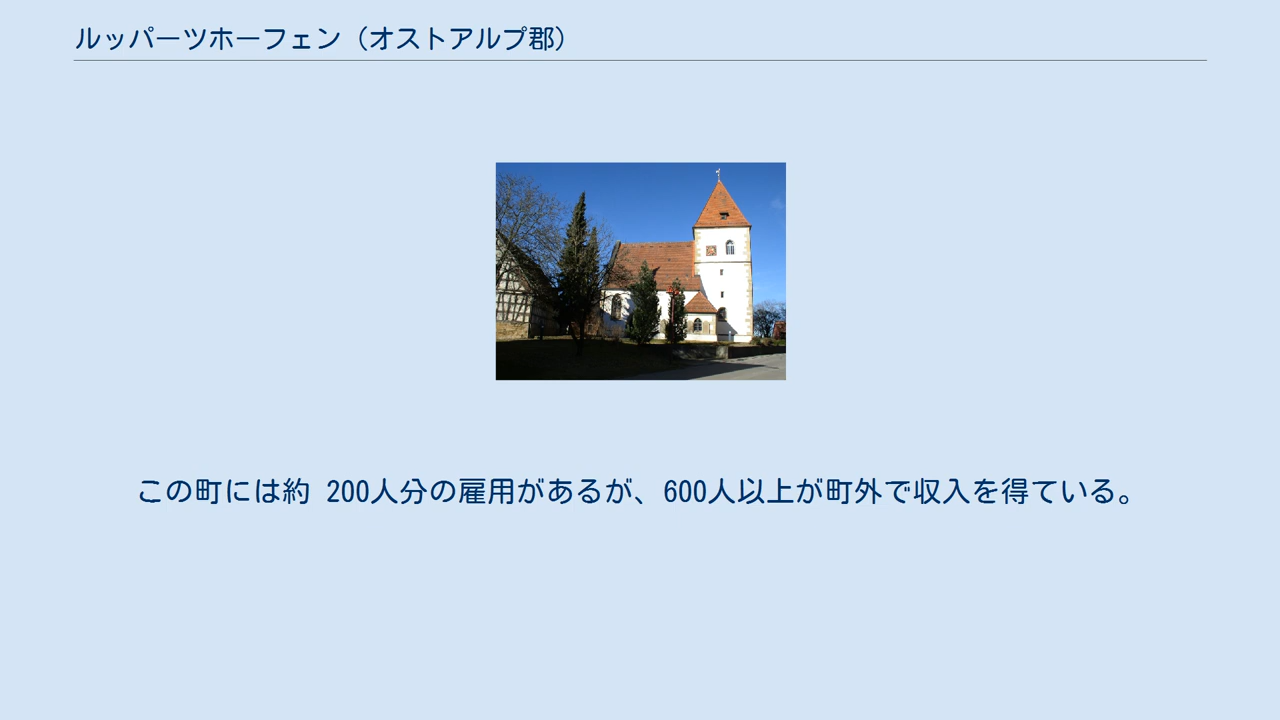 ルッパーツホーフェン（オストアルプ郡）
この町には約 200人分の雇用があるが、600人以上が町外で収入を得ている。